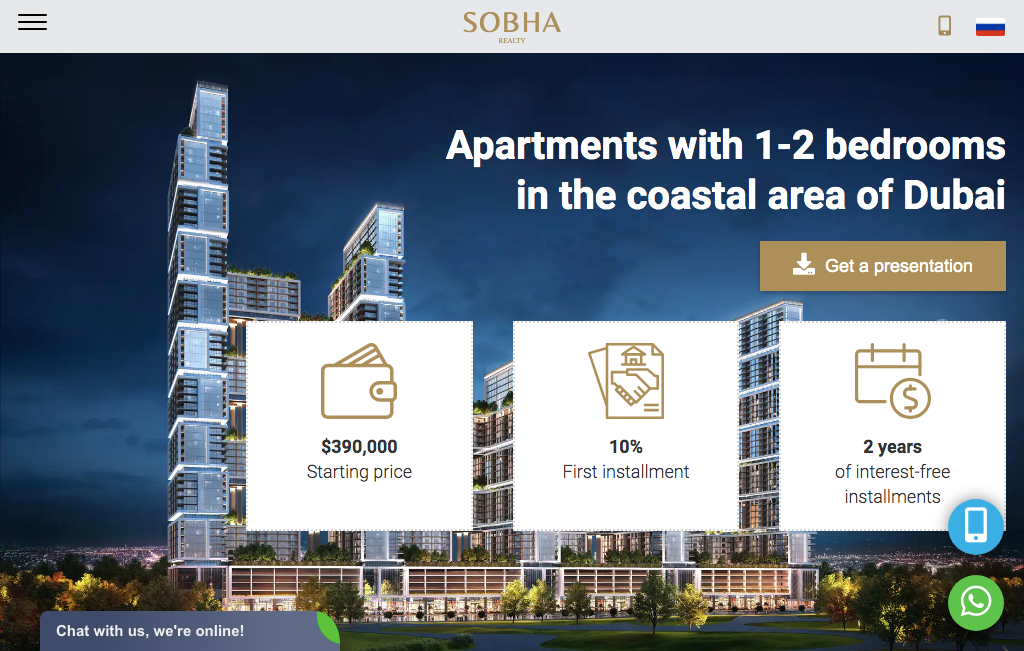 SOBHA
REALTY
Apartments with 1-2 bedrooms
in the coastal area of Dubai
Get a presentation
$390,000
Starting price
10%
First installment
2 years
of interest-free
installments
Chat with us, we're online!